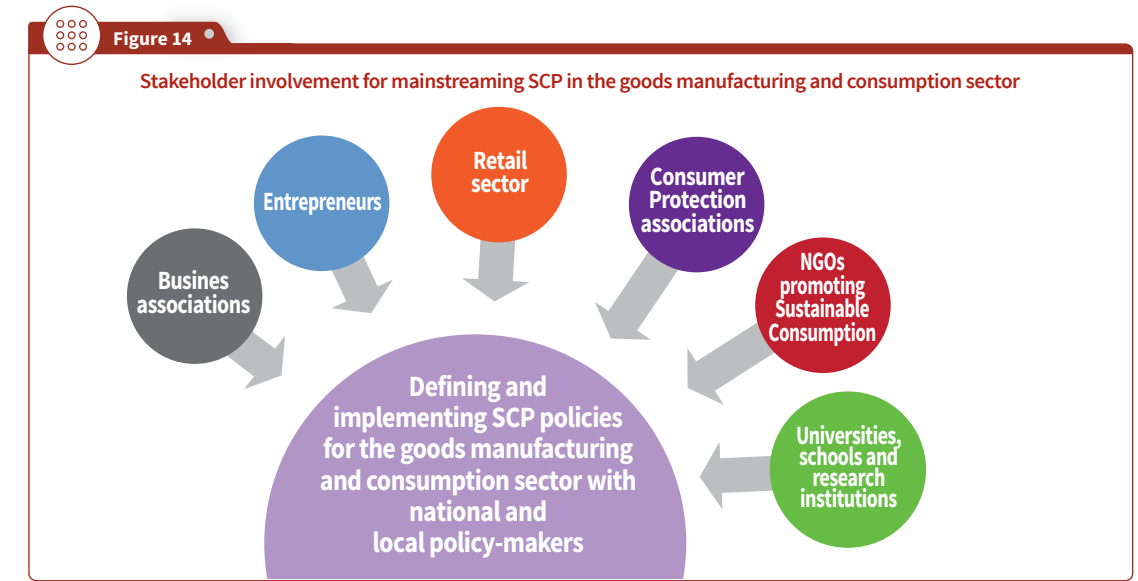 Figure 14
Stakeholder involvement for mainstreaming SCP in the goods manufacturing and consumption sector
Busines
associations
Entrepreneurs
Retail
sector
Consumer
Protection
associations
NGOs
promoting
Sustainable
Consumption
Universities,
schools and
research
institutions
Defining and
implementing SCP policies
for the goods manufacturing
and consumption sector with
national and
local policy-makers